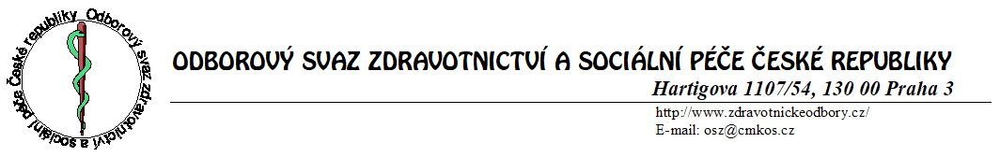 Odborový svaz zdravotnictví a sociální péče České republiky
ODBOROVÝ SVAZ ZDRAVOTNICTVÍ A SOCIÁLNÍ PÉČE ČESKÉ REPUBLIKY
Hartigova 1107/54, 130 00 Praha 3
http://www.zdravotnickeodbory.cz/
E-mail: osz@cmkos.cz